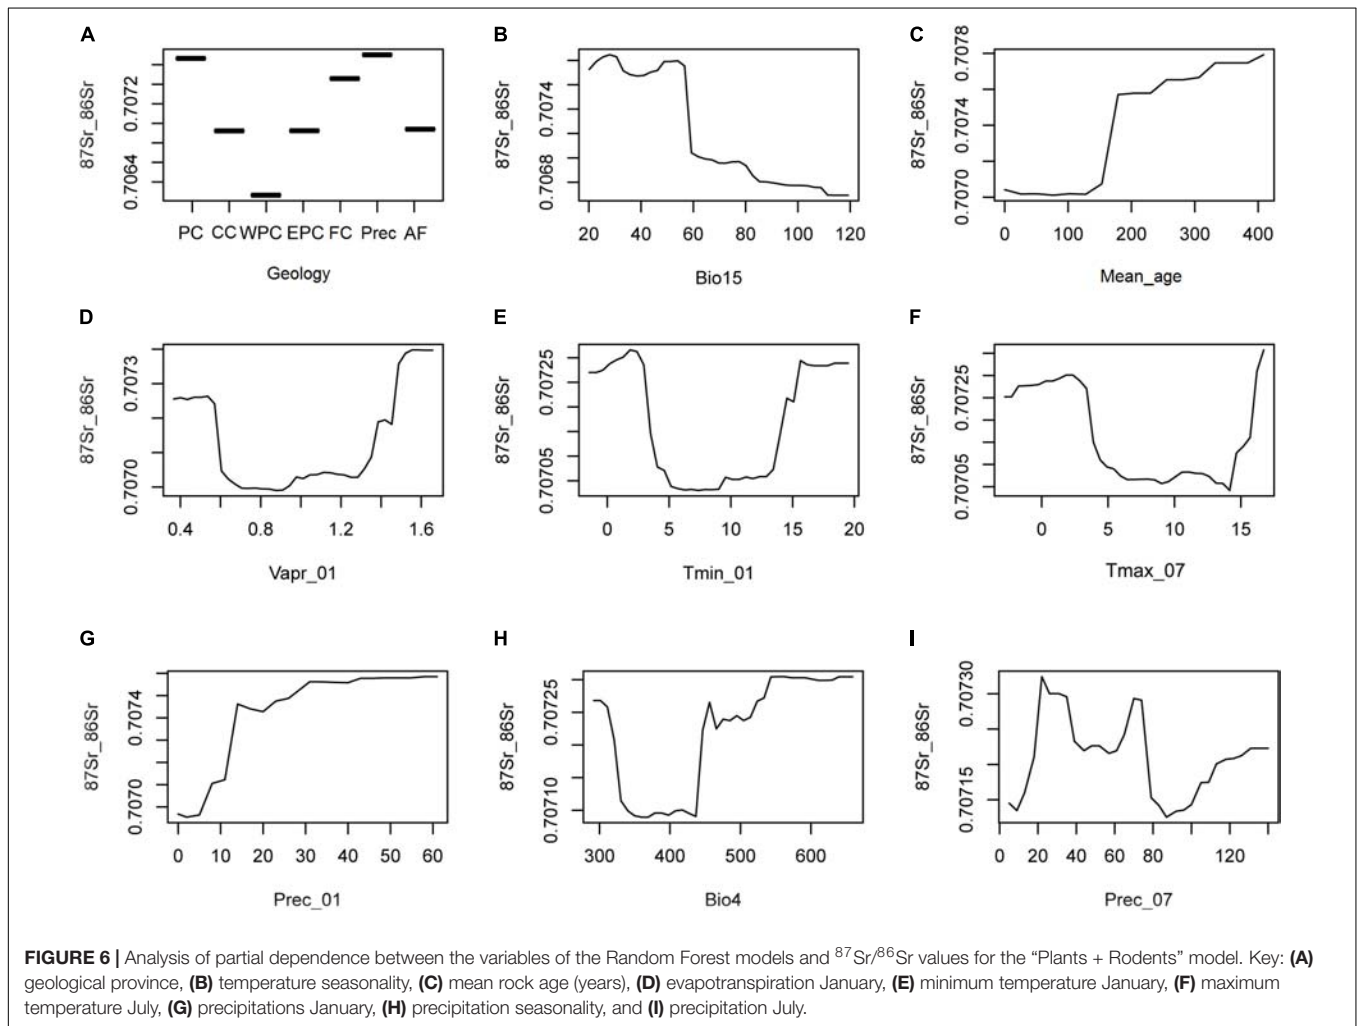 A
87Sr_86Sr
0.7064
0.7072
PC CC WPC EPC FC Prec AF
Geology
B
87Sr_86Sr
0.7068
0.7074
20 40 60 80 100 120
Bio15
C
87Sr_86Sr
0.7070
0.7074
0.7078
0 100 200 300 400
Mean_age
D
87Sr_86Sr
0.7070
0.7073
0.4 0.8 1.2 1.6
Vapr_01
E
87Sr_86Sr
0.70705
0.70725
0 5 10 15 20
Tmin_01
F
87Sr_86Sr
0.70705
0.70725
0 5 10 15
Tmax_07
G
87Sr_86Sr
0.7070
0.7074
0 10 20 30 40 50 60
Prec_01
H
87Sr_86Sr
0.70710
0.70725
300 400 500 600
Bio4
I
87Sr_86Sr
0.70715
0.70730
0 20 40 60 80 120
Prec_07
FIGURE 6 | Analysis of partial dependence between the variables of the Random Forest models and ⁸⁷Sr/⁸⁶Sr values for the “Plants + Rodents” model. Key: (A)
geological province, (B) temperature seasonality, (C) mean rock age (years), (D) evapotranspiration January, (E) minimum temperature January, (F) maximum
temperature July, (G) precipitations January, (H) precipitation seasonality, and (I) precipitation July.